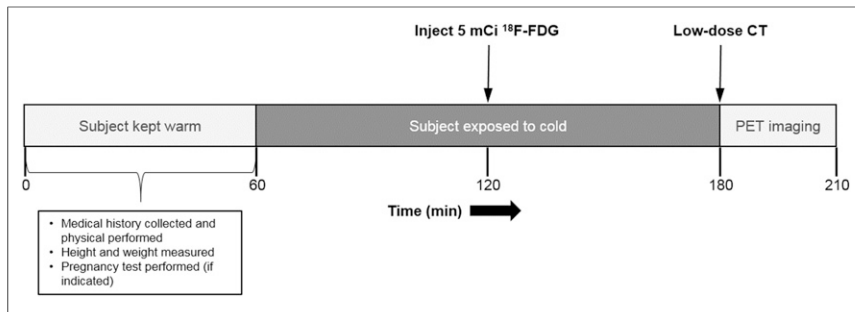 Inject 5 mCi ¹⁸F-FDG
Low-dose CT
Subject kept warm
Subject exposed to cold
PET imaging
0
60
120
180
210
Time (min)
• Medical history collected and
physical performed
• Height and weight measured
• Pregnancy test performed (if
indicated)